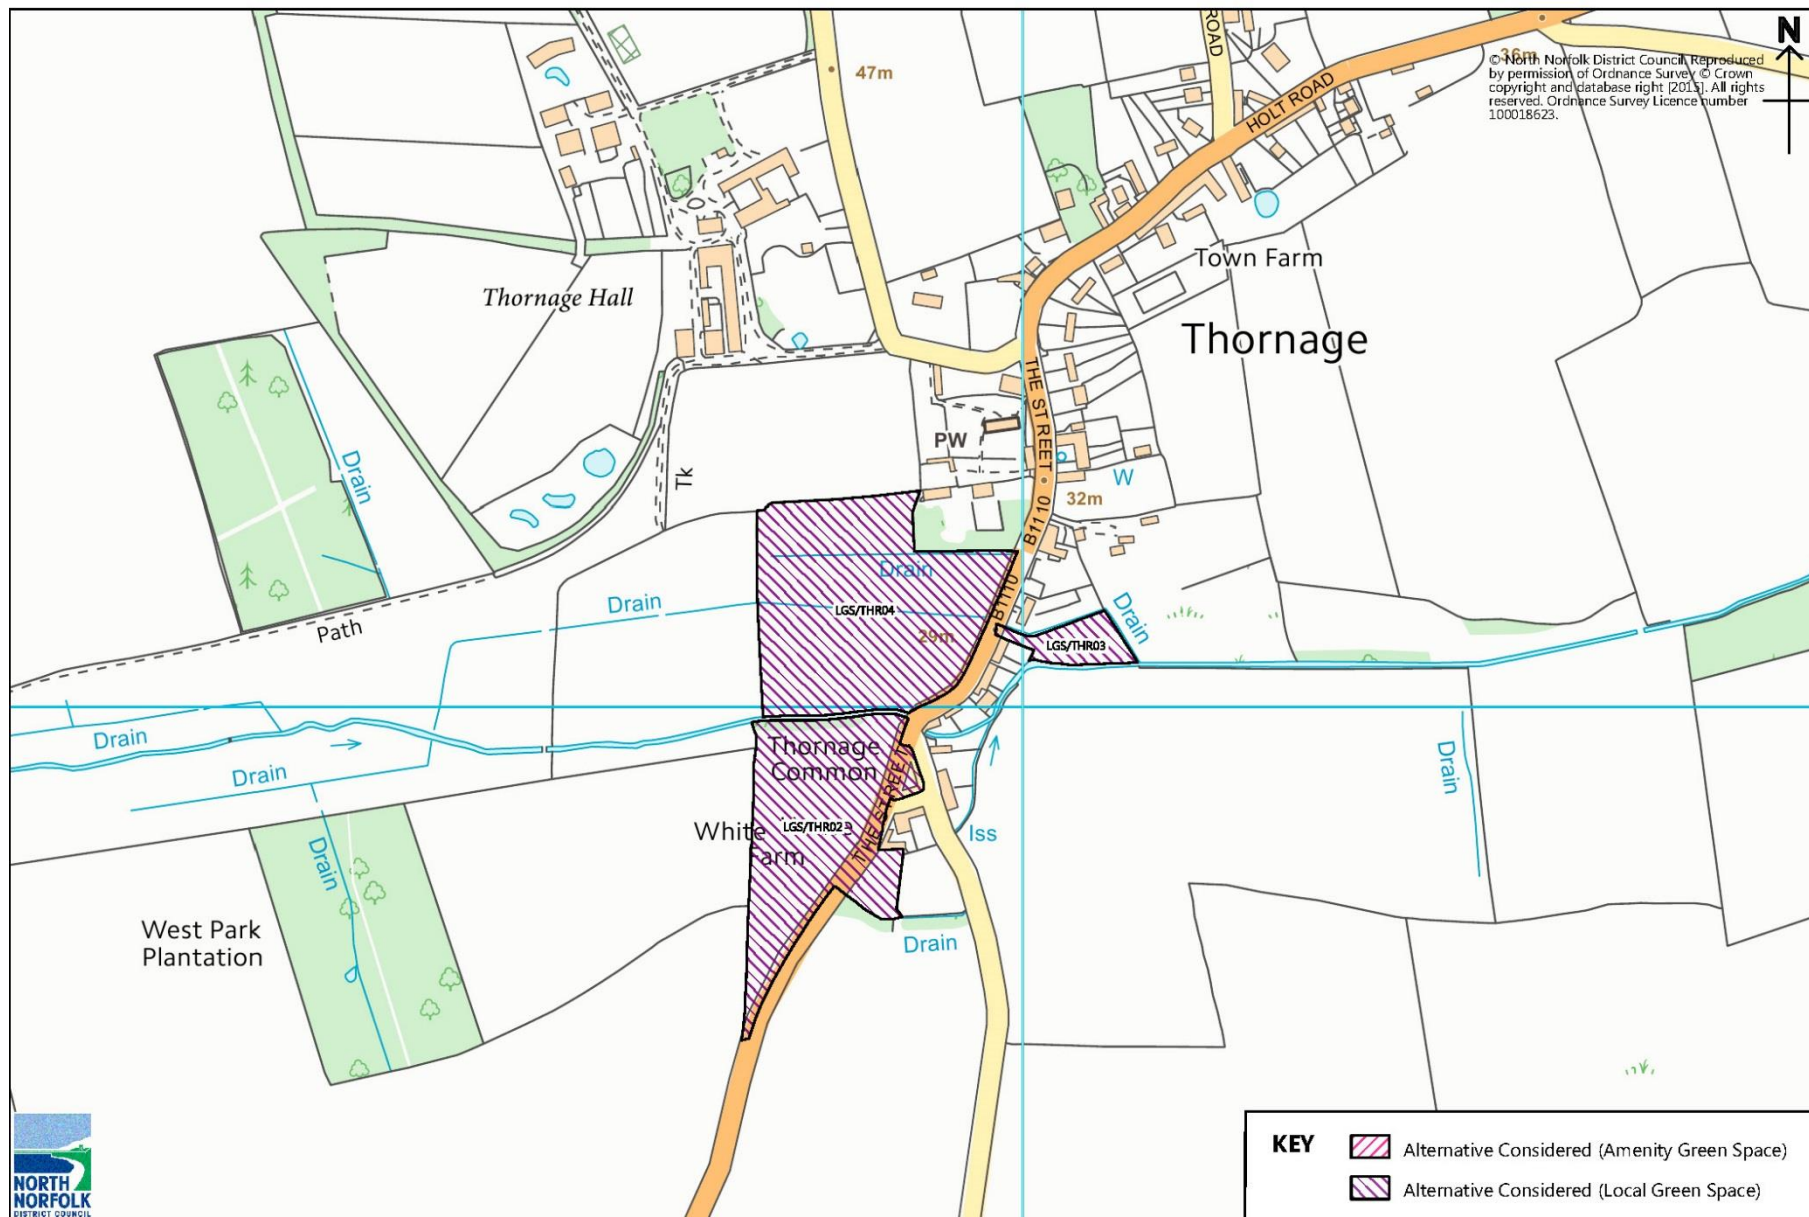 N
36m
© North Norfolk District Council. Reproduced
by permission of Ordnance Survey © Crown
copyright and database right [2015]. All rights
reserved. Ordnance Survey Licence number
100018623.
47m
ROAD
HOLT ROAD
Town Farm
Thornage Hall
Thornage
THE STREET
PW
Drain
Tk
W
32m
B1110
Drain
LGS/THR04
B1110
Drain
Drain
Path
29m
LGS/THR03
Drain
Thornage
Common
Drain
THE STREET
Drain
White
LGS/THR02
arm
Iss
Drain
West Park
Plantation
Drain
KEY
Alternative Considered (Amenity Green Space)
Alternative Considered (Local Green Space)
NORTH
NORFOLK
DISTRICT COUNCIL